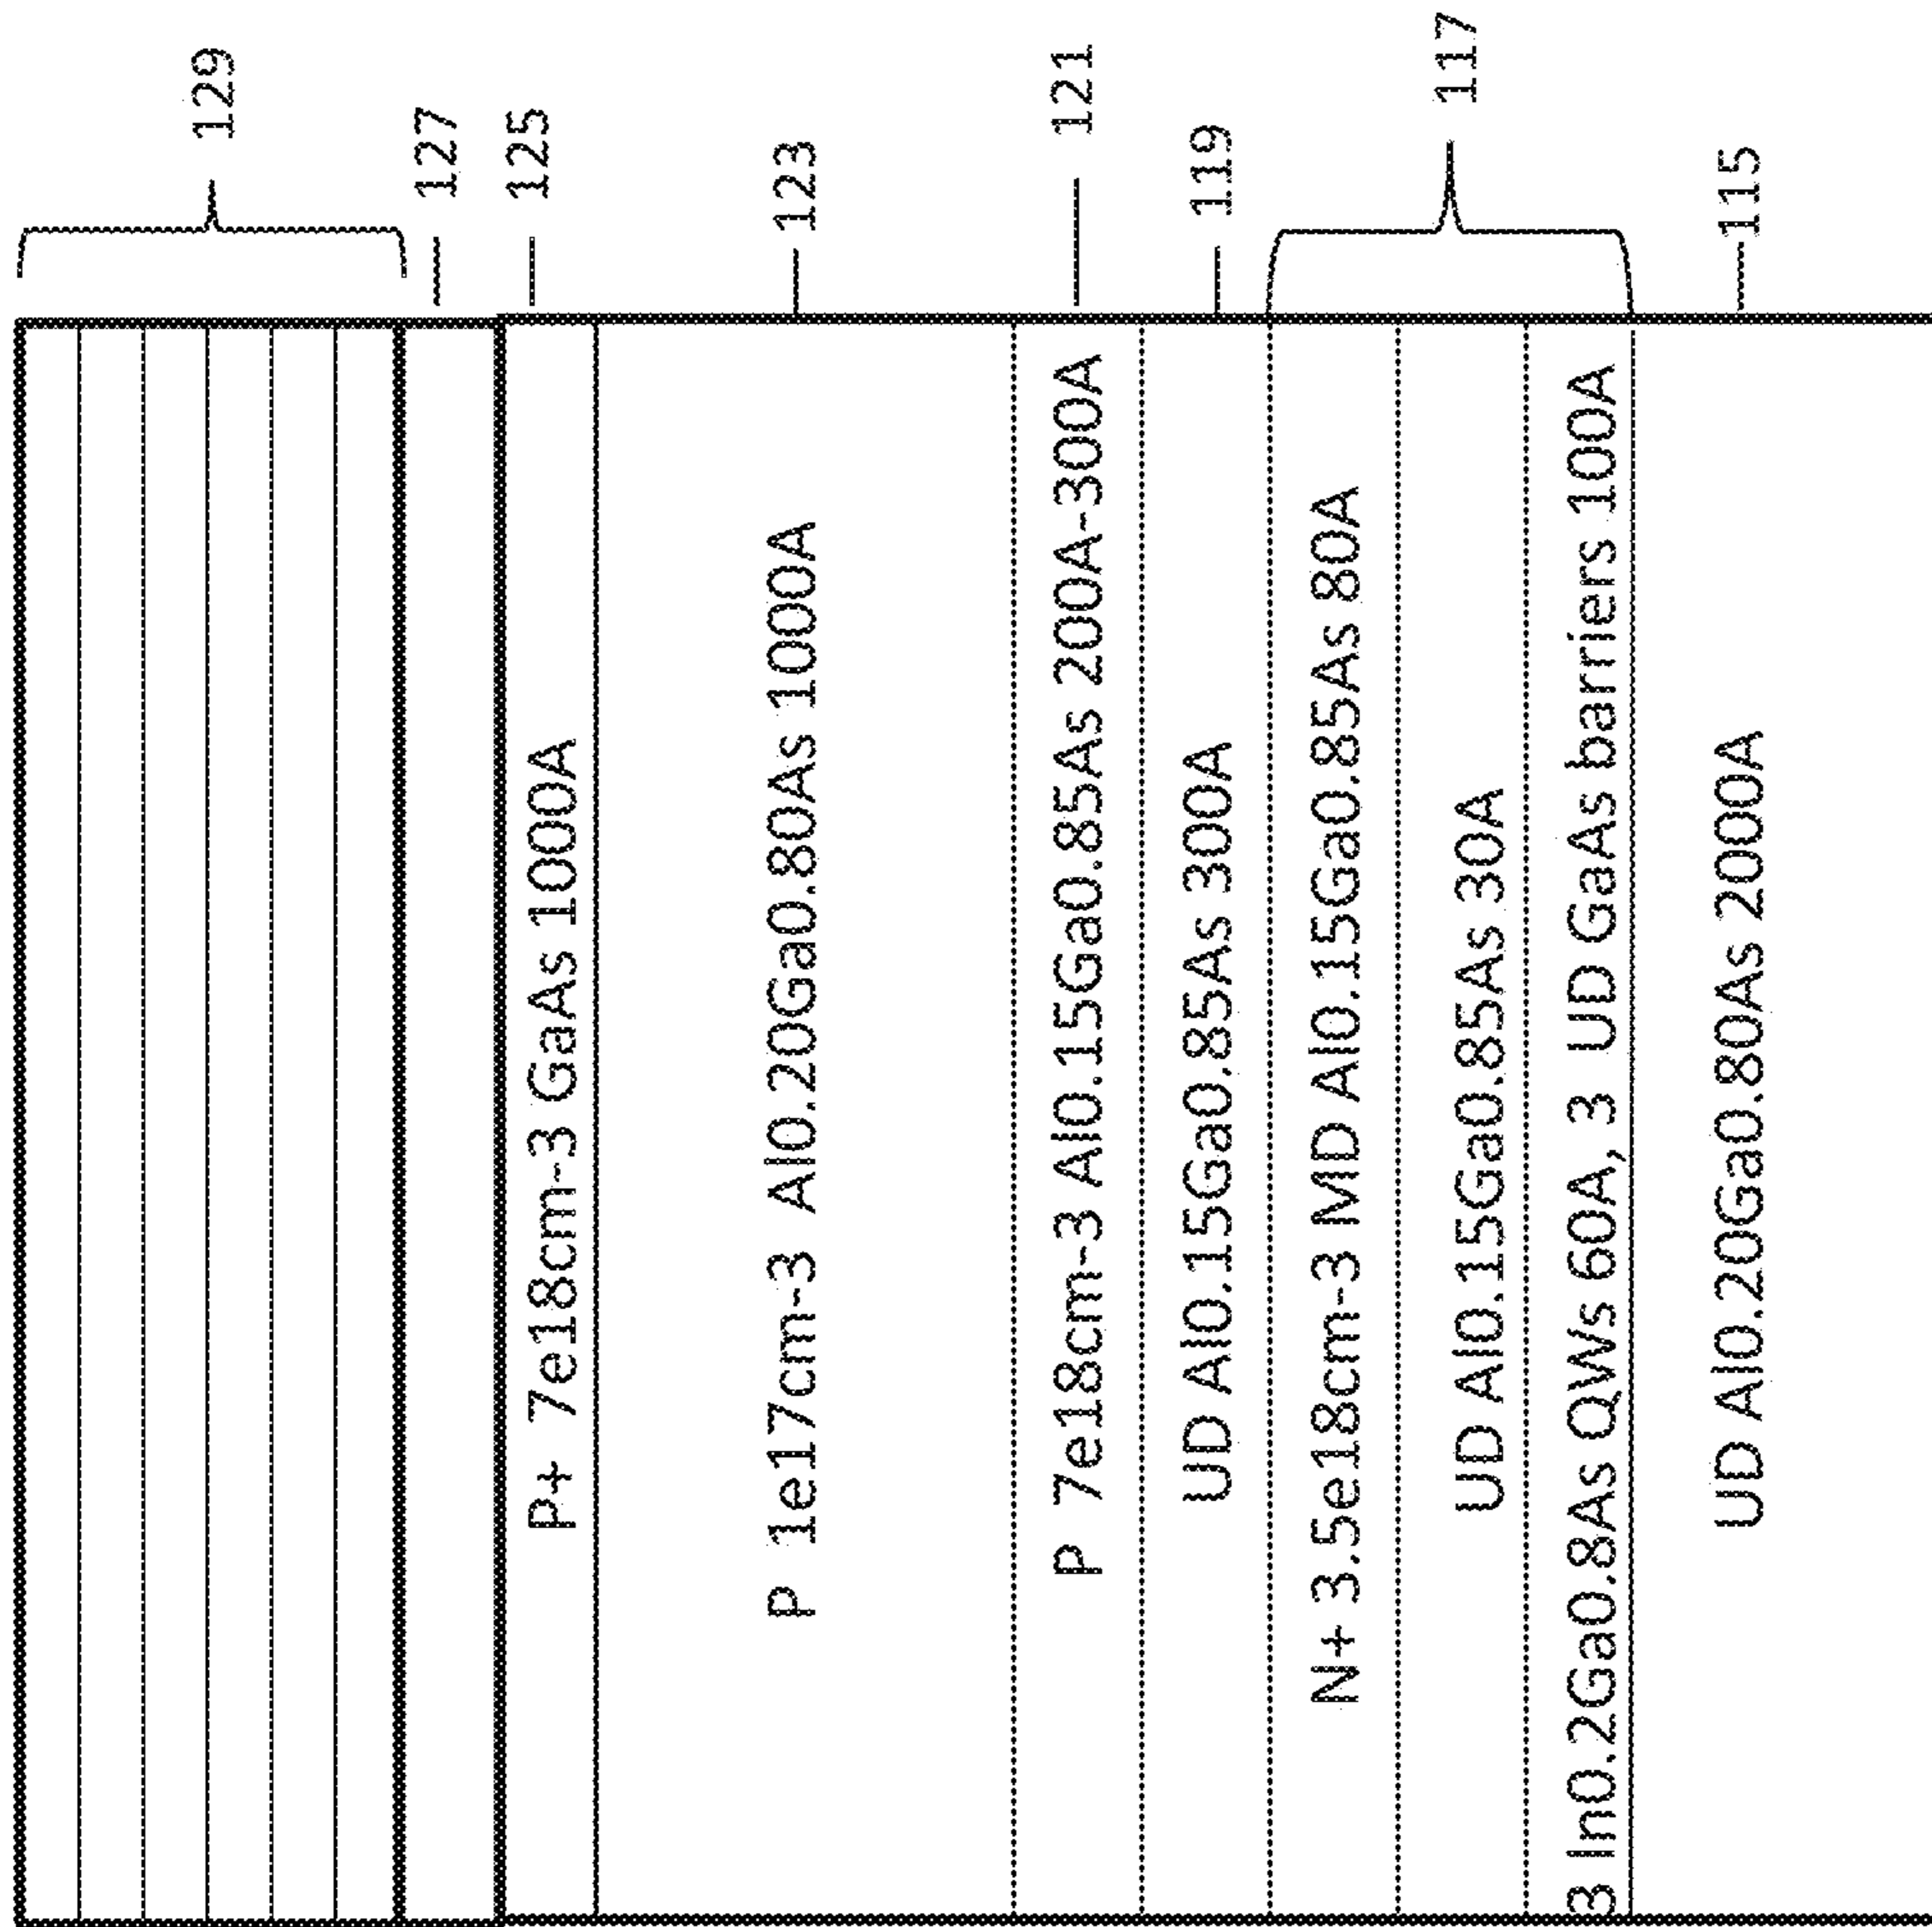 129
127
125
P+ 7e18cm-3 GaAs 1000A
123
P 1e17cm-3 Al0.20Ga0.80As 1000A
121
P 7e18cm-3 Al0.15Ga0.85As 200A-300A
119
UD Al0.15Ga0.85As 300A
117
N+ 3.5e18cm-3 MD Al0.15Ga0.85As 80A
UD Al0.15Ga0.85As 30A
3 In0.2Ga0.8As QWs 60A, 3 UD GaAs barriers 100A
115
UD Al0.20Ga0.80As 2000A